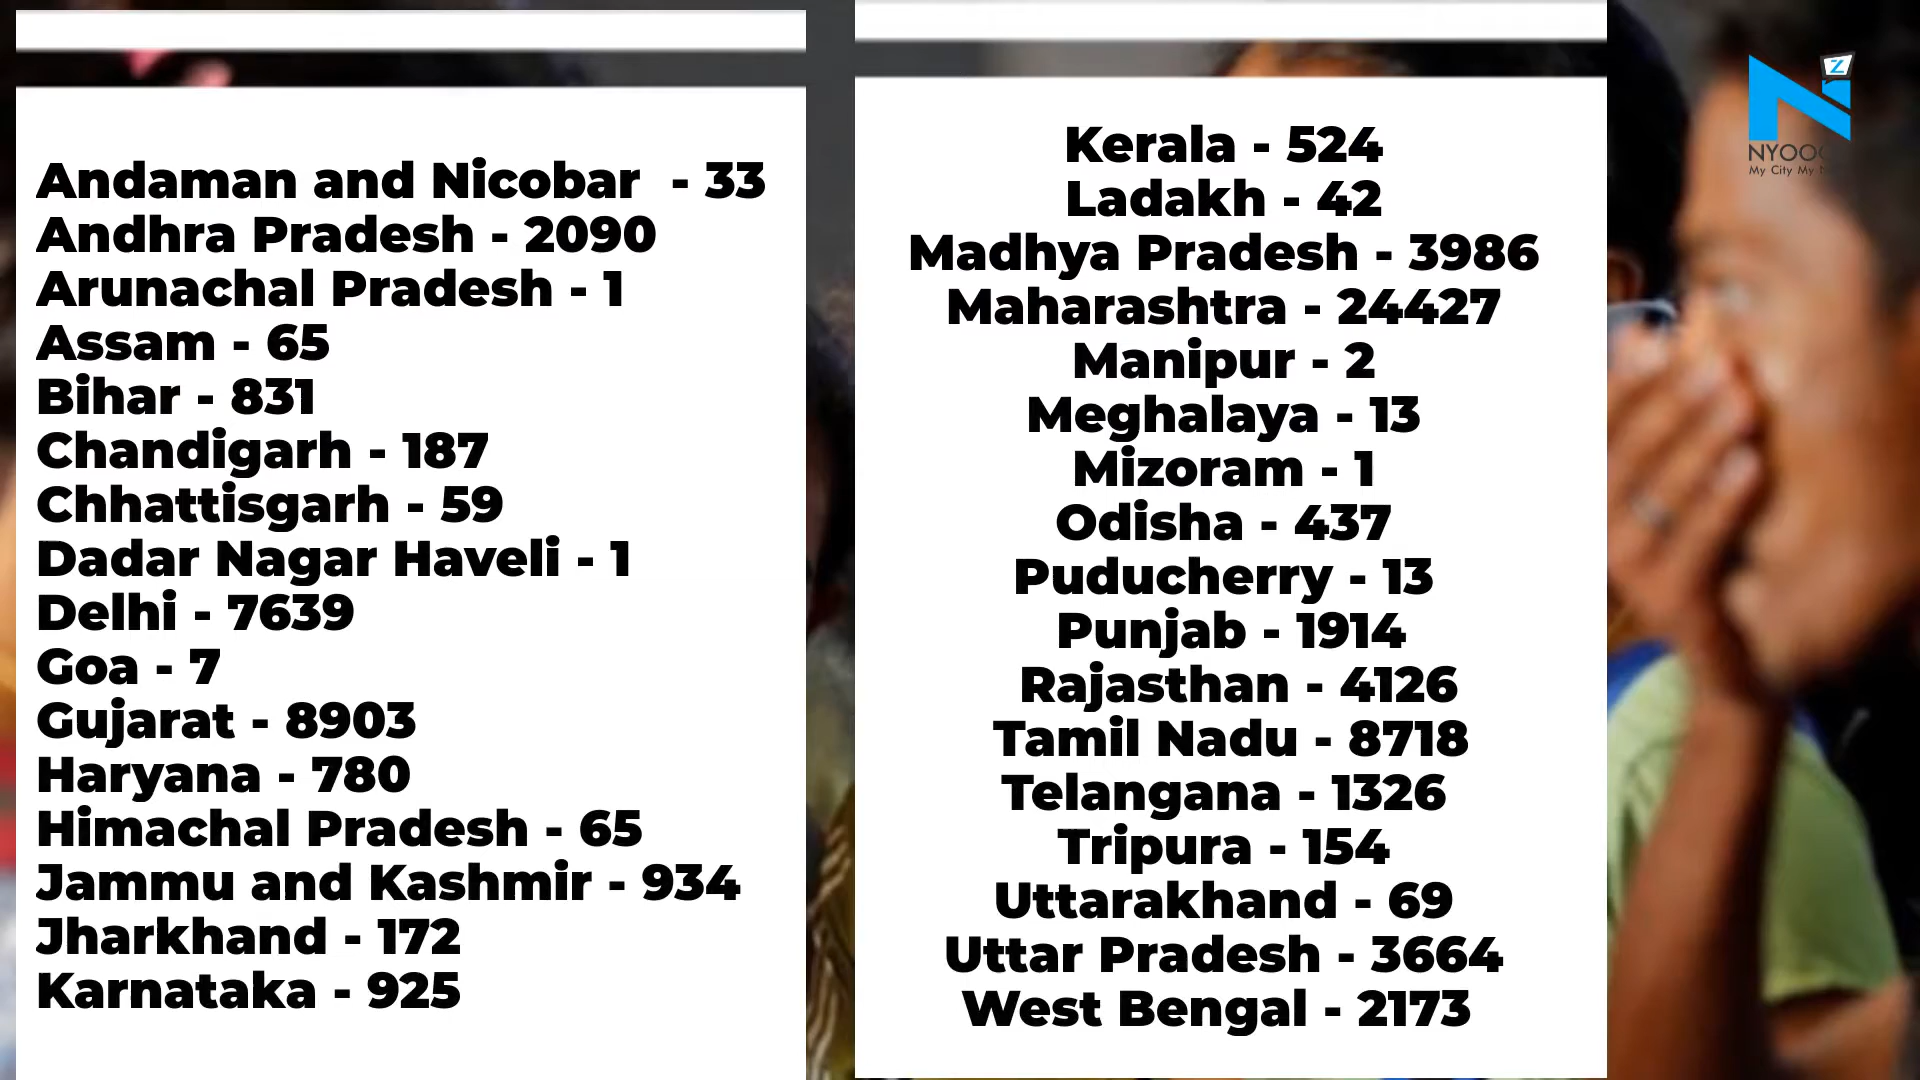 Andaman and Nicobar - 33
Andhra Pradesh - 2090
Arunachal Pradesh - 1
Assam - 65
Bihar - 831
Chandigarh - 187
Chhattisgarh - 59
Dadar Nagar Haveli - 1
Delhi - 7639
Goa - 7
Gujarat - 8903
Haryana - 780
Himachal Pradesh - 65
Jammu and Kashmir - 934
Jharkhand - 172
Karnataka - 925
Kerala - 524
Ladakh - 42
Madhya Pradesh - 3986
Maharashtra - 24427
Manipur - 2
Meghalaya - 13
Mizoram - 1
Odisha - 437
Puducherry - 13
Punjab - 1914
Rajasthan - 4126
Tamil Nadu - 8718
Telangana - 1326
Tripura - 154
Uttarakhand - 69
Uttar Pradesh - 3664
West Bengal - 2173
Z
My City My